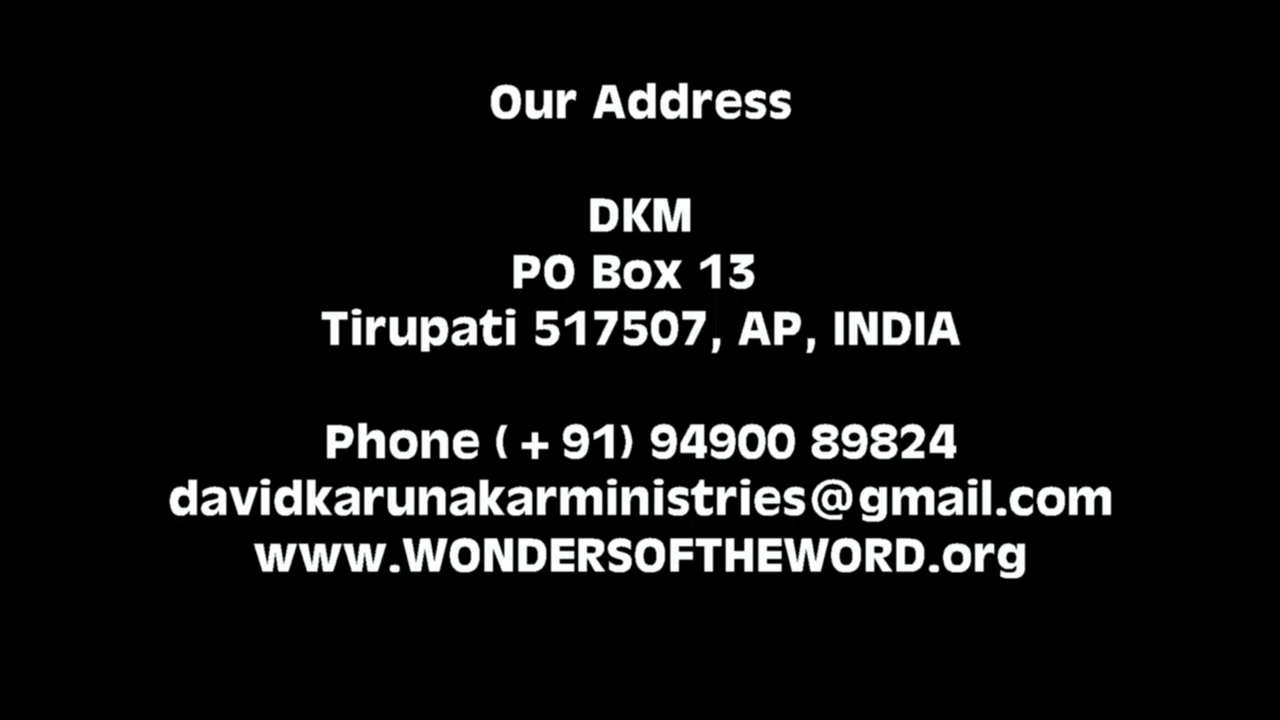 Our Address
DKM
PO Box 13
Tirupati 517507, AP, INDIA
Phone ( + 91) 94900 89824
davidkarunakarministries@gmail.com
www.WONDERSOFTHEWORD.org